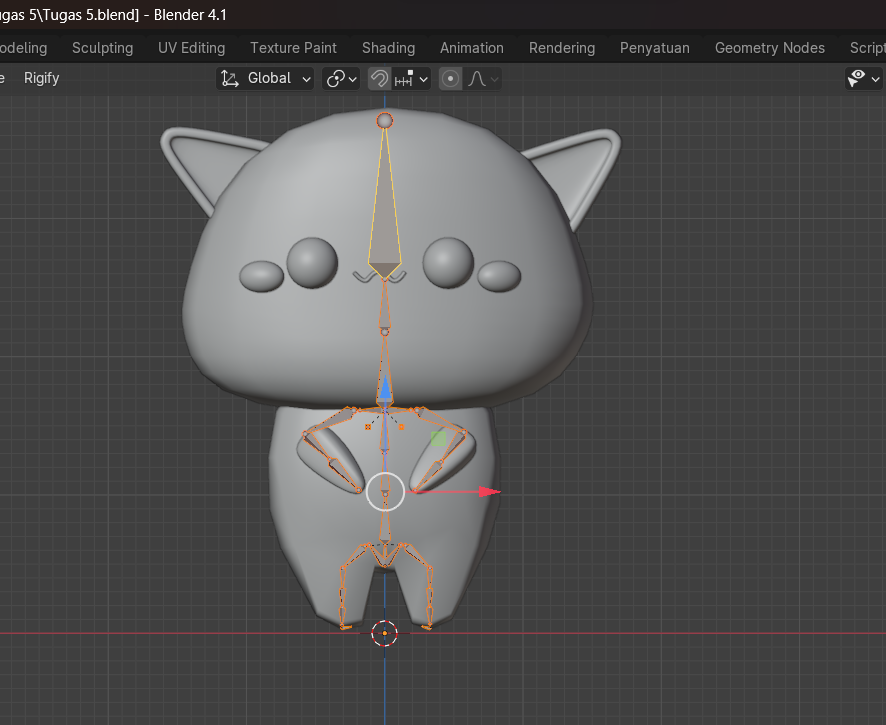 gas 5\Tugas 5.blend] - Blender 4.1
odeling Sculpting UV Editing Texture Paint Shading Animation Rendering Penyatuan Geometry Nodes Script
e Rigify Global